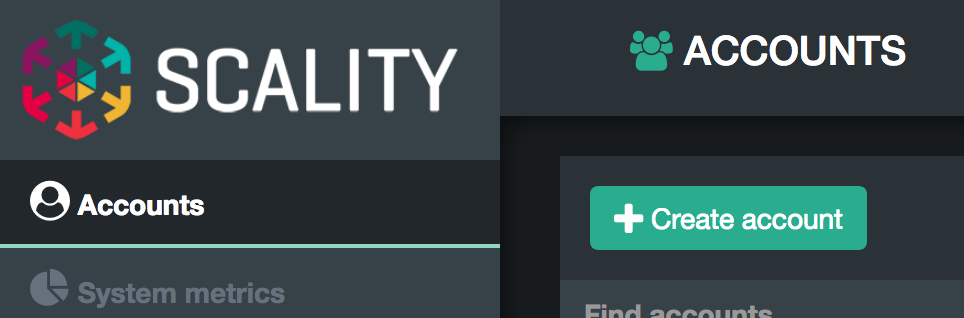 SCALITY
Accounts
System metrics
ACCOUNTS
Create account
Find accounts